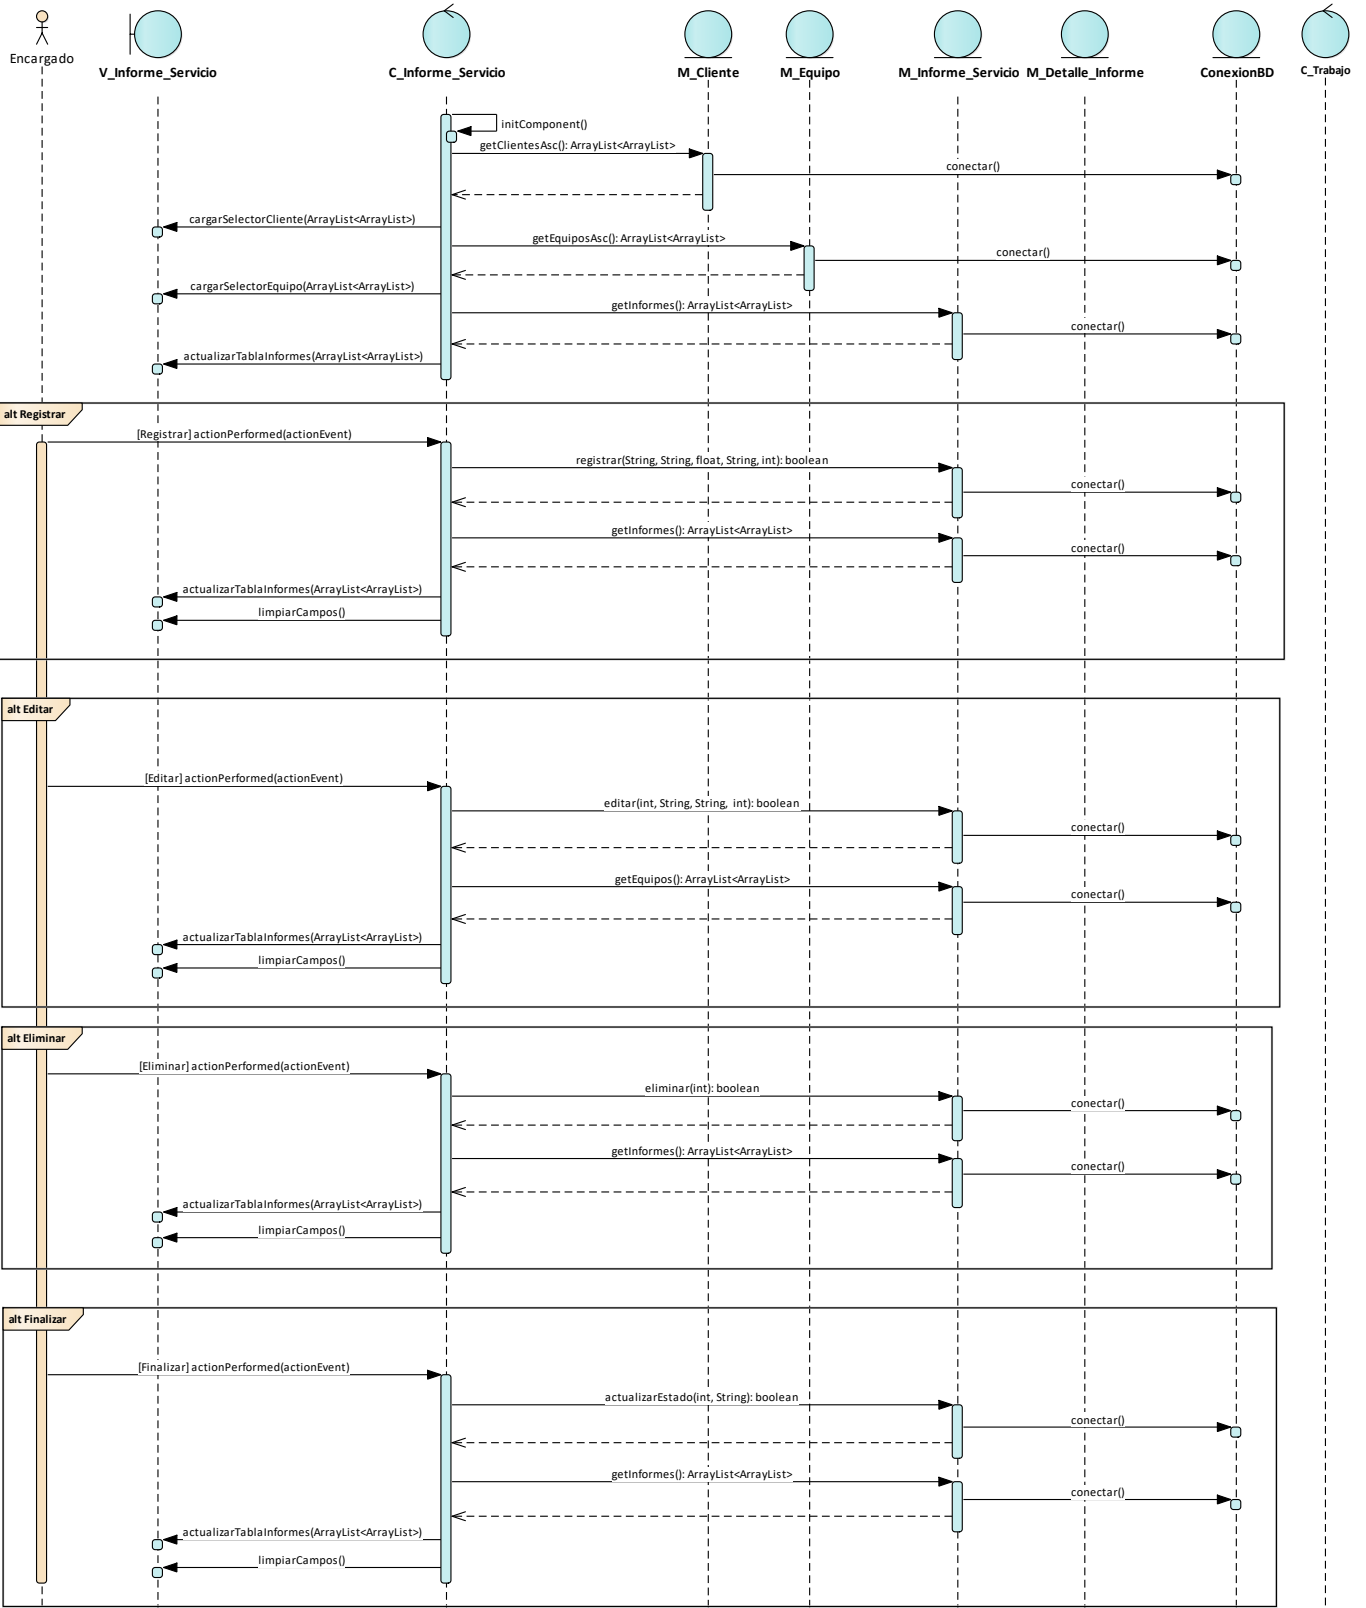 Encargado
V_Informe_Servicio
C_Informe_Servicio
M_Cliente
M_Equipo
M_Informe_Servicio
M_Detalle_Informe
ConexionBD
C_Trabajo
initComponent()
getClientesAsc(): ArrayList<ArrayList>
conectar()
cargarSelectorCliente(ArrayList<ArrayList>)
getEquiposAsc(): ArrayList<ArrayList>
conectar()
cargarSelectorEquipo(ArrayList<ArrayList>)
getInformes(): ArrayList<ArrayList>
conectar()
actualizarTablaInformes(ArrayList<ArrayList>)
alt Registrar
[Registrar] actionPerformed(actionEvent)
registrar(String, String, float, String, int): boolean
conectar()
getInformes(): ArrayList<ArrayList>
conectar()
actualizarTablaInformes(ArrayList<ArrayList>)
limpiarCampos()
alt Editar
[Editar] actionPerformed(actionEvent)
editar(int, String, String, int): boolean
conectar()
getEquipos(): ArrayList<ArrayList>
conectar()
actualizarTablaInformes(ArrayList<ArrayList>)
limpiarCampos()
alt Eliminar
[Eliminar] actionPerformed(actionEvent)
eliminar(int): boolean
conectar()
getInformes(): ArrayList<ArrayList>
conectar()
actualizarTablaInformes(ArrayList<ArrayList>)
limpiarCampos()
alt Finalizar
[Finalizar] actionPerformed(actionEvent)
actualizarEstado(int, String): boolean
conectar()
getInformes(): ArrayList<ArrayList>
conectar()
actualizarTablaInformes(ArrayList<ArrayList>)
limpiarCampos()